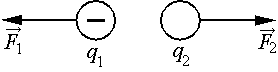 F⃗₁ − F⃗₂
q₁ q₂